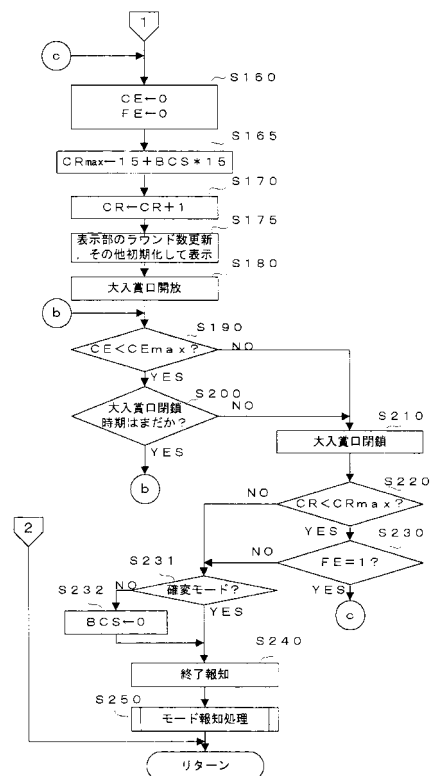 1
c
S160
CE←0
FE←0
S165
CRmax←15+BCS*15
S170
CR←CR+1
S175
表示部のラウンド数更新
,その他初期化して表示
S180
大入賞口開放
b
S190
CE<CEmax?
NO
YES
S200
大入賞口閉鎖
時期はまだか?
NO
YES
b
S210
大入賞口閉鎖
S220
CR<CRmax?
NO
YES
S230
FE=1?
NO
YES
c
2
S231
確変モード?
NO
YES
S232
BCS←0
S240
終了報知
S250
モード報知処理
リターン